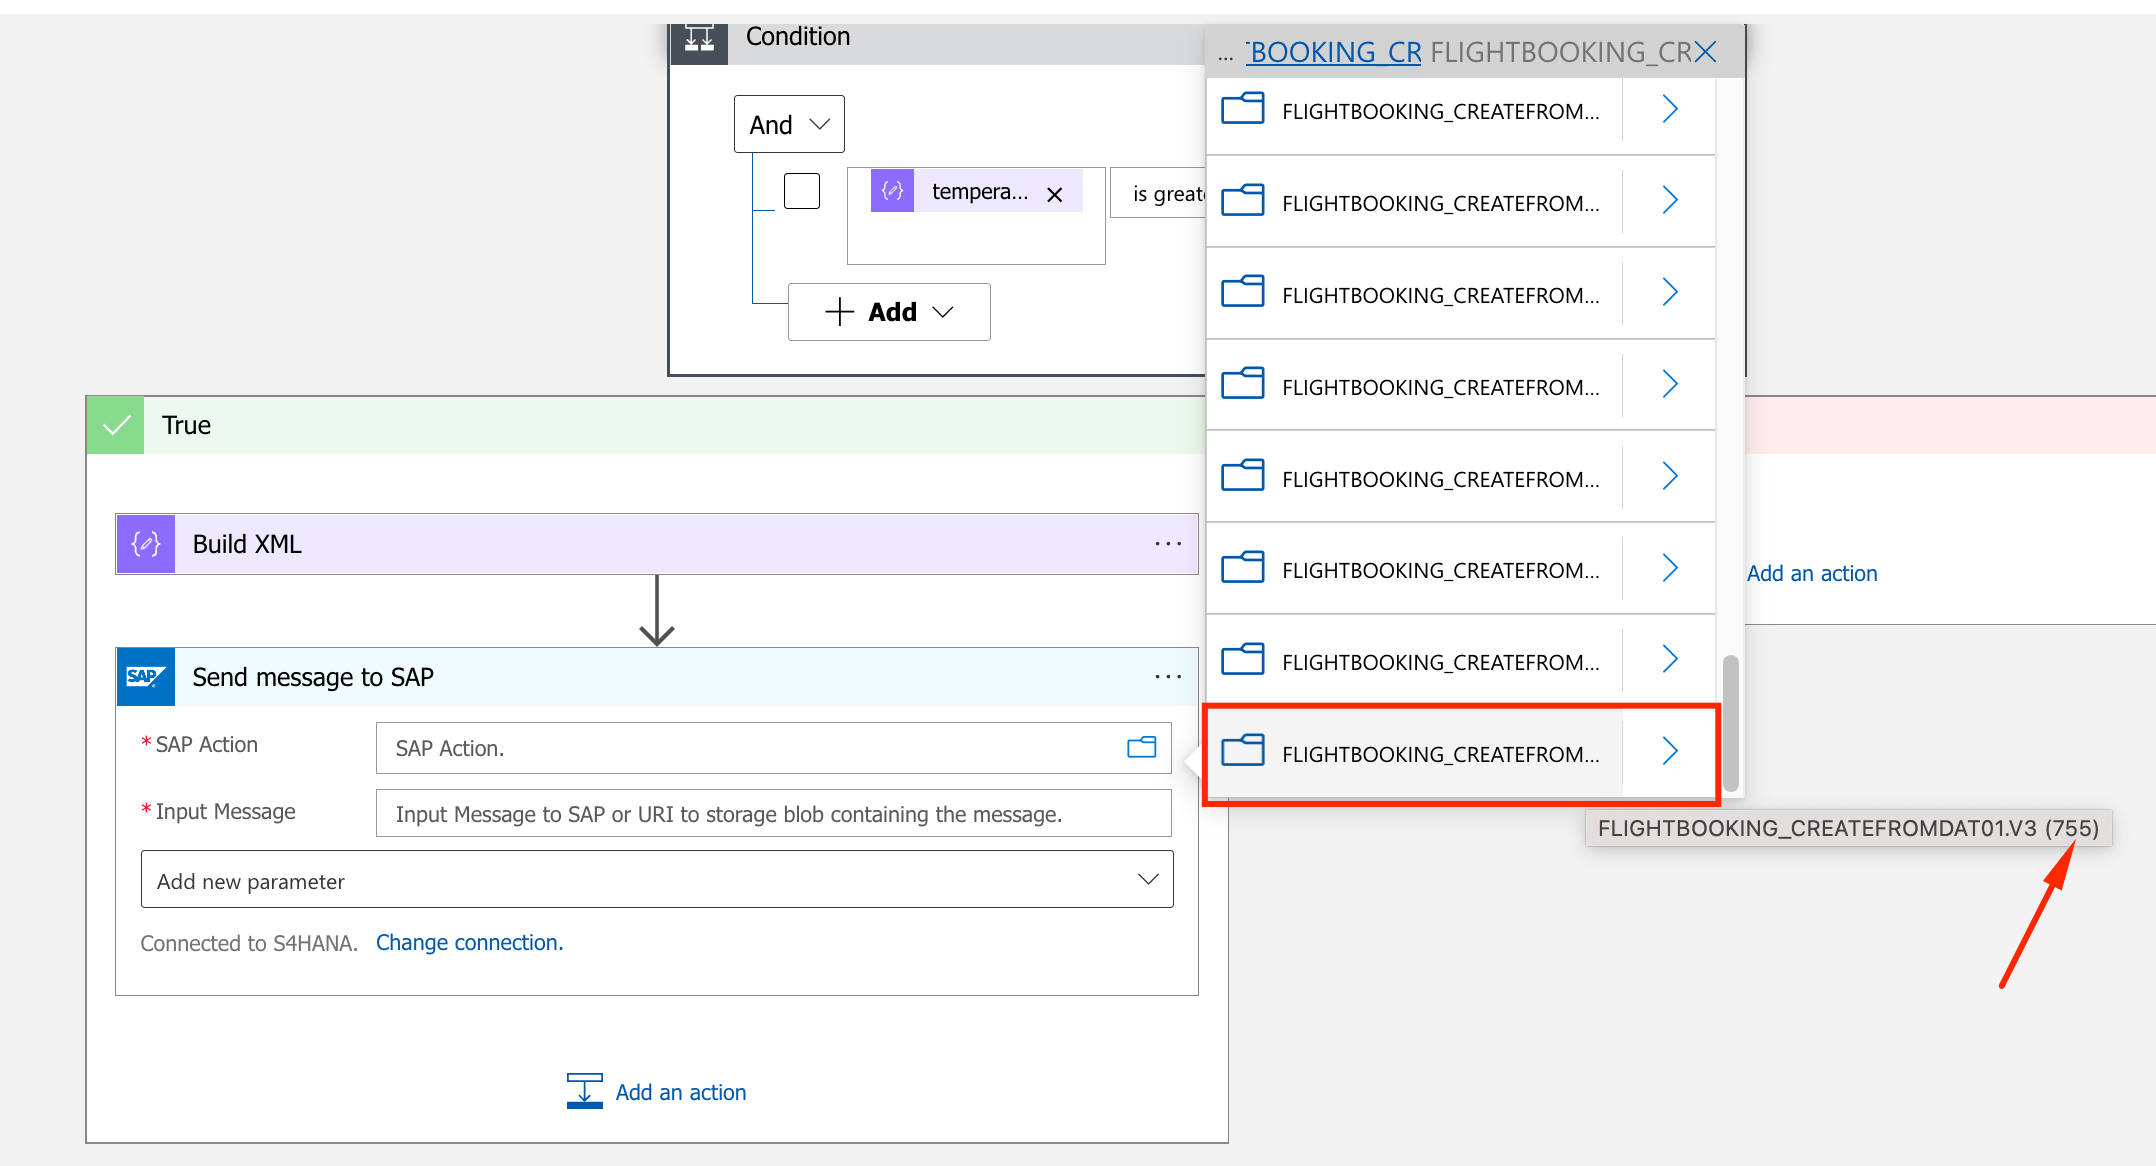 Condition
... BOOKING_CR FLIGHTBOOKING_CR
And
tempera...
is great
Add
FLIGHTBOOKING_CREATEFROM...
FLIGHTBOOKING_CREATEFROM...
FLIGHTBOOKING_CREATEFROM...
FLIGHTBOOKING_CREATEFROM...
FLIGHTBOOKING_CREATEFROM...
FLIGHTBOOKING_CREATEFROM...
FLIGHTBOOKING_CREATEFROM...
FLIGHTBOOKING_CREATEFROM...
FLIGHTBOOKING_CREATEFROMDAT01.V3 (755)
True
Build XML
...
SAP Send message to SAP
...
* SAP Action
SAP Action.
* Input Message
Input Message to SAP or URI to storage blob containing the message.
Add new parameter
Connected to S4HANA. Change connection.
Add an action
Add an action